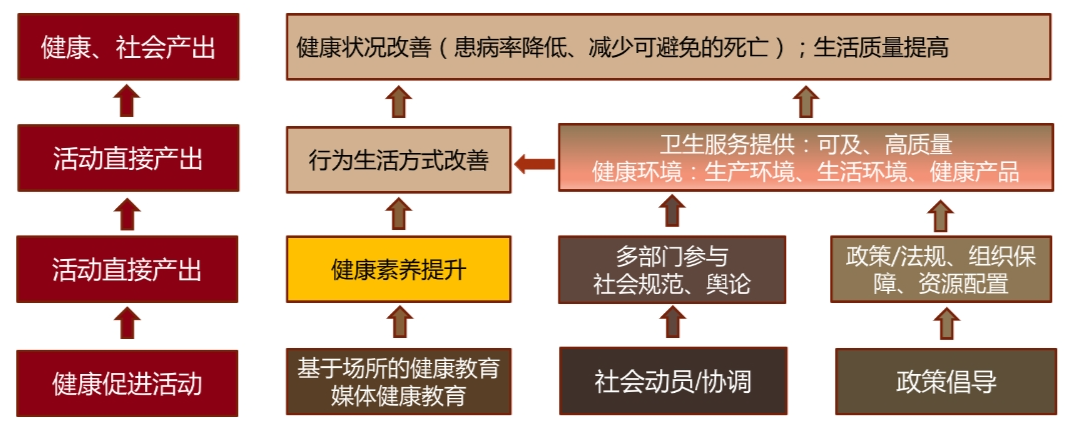 健康、社会产出
健康状况改善（患病率降低、减少可避免的死亡）；生活质量提高
活动直接产出
行为生活方式改善
卫生服务提供：可及、高质量
健康环境：生产环境、生活环境、健康产品
活动直接产出
健康素养提升
多部门参与
社会规范、舆论
政策/法规、组织保
障、资源配置
健康促进活动
基于场所的健康教育
媒体健康教育
社会动员/协调
政策倡导